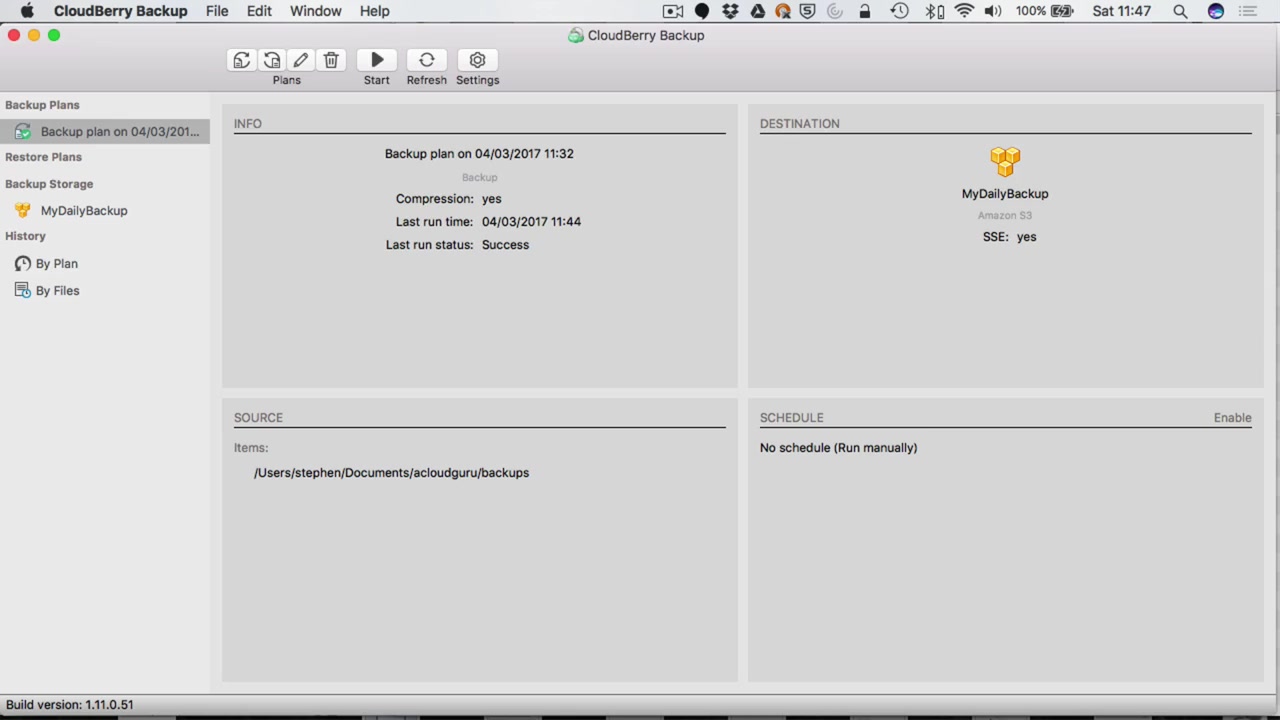 CloudBerry Backup File Edit Window Help 100% Sat 11:47
CloudBerry Backup
Plans Start Refresh Settings
Backup Plans
Backup plan on 04/03/201...
Restore Plans
Backup Storage
MyDailyBackup
History
By Plan
By Files
INFO
Backup plan on 04/03/2017 11:32
Backup
Compression: yes
Last run time: 04/03/2017 11:44
Last run status: Success
DESTINATION
MyDailyBackup
Amazon S3
SSE: yes
SOURCE
Items:
/Users/stephen/Documents/acloudguru/backups
SCHEDULE Enable
No schedule (Run manually)
Build version: 1.11.0.51